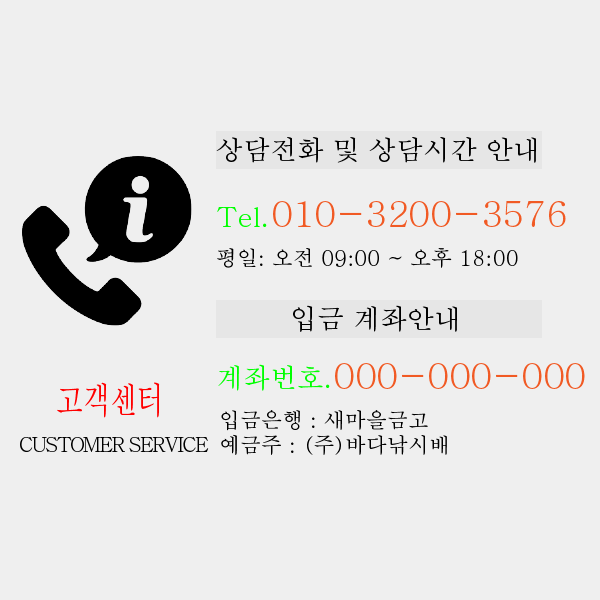 상담전화 및 상담시간 안내
Tel.010-3200-3576
평일: 오전 09:00 ~ 오후 18:00
입금 계좌안내
계좌번호.000-000-000
입금은행 : 새마을금고
예금주 : (주)바다낚시배
고객센터
CUSTOMER SERVICE